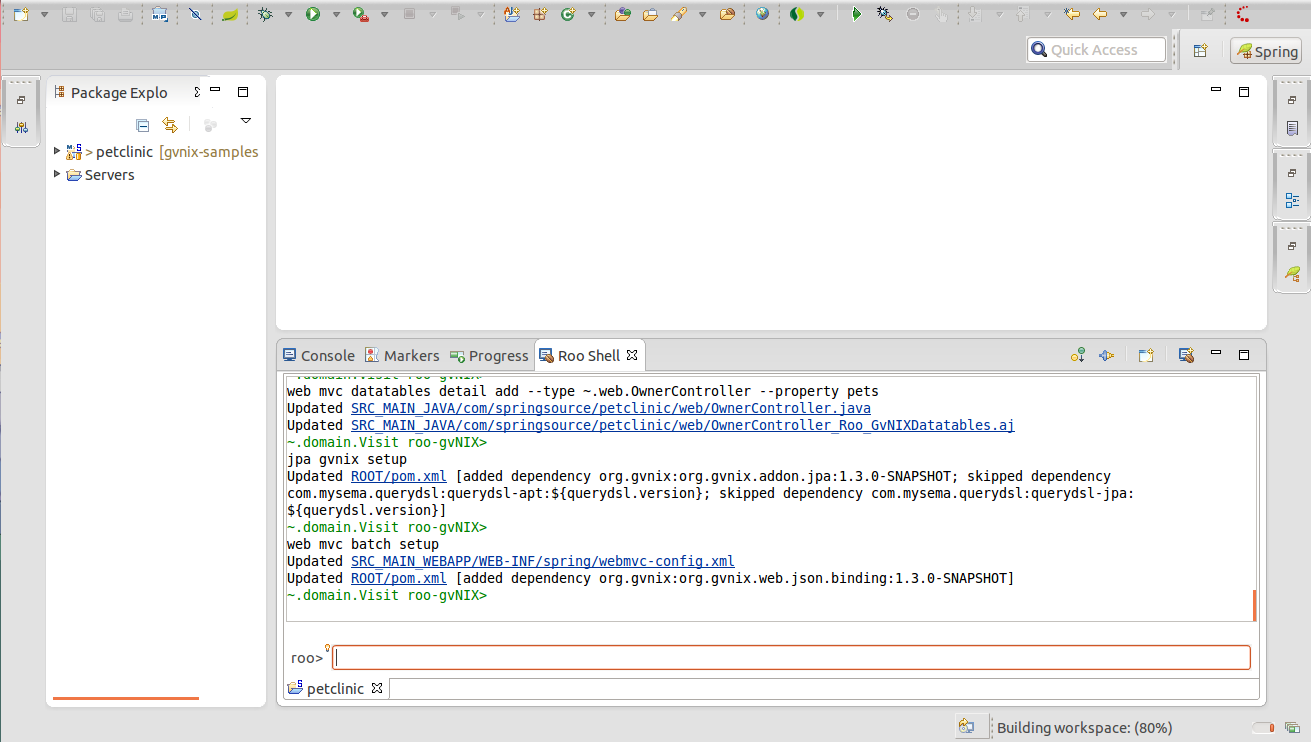 Quick Access
Spring
Package Explo
> petclinic [gvnix-samples
Servers
Console
Markers
Progress
Roo Shell
~.domain.Visit roo-gvNIX>
web mvc datatables detail add --type ~.web.OwnerController --property pets
Updated SRC_MAIN_JAVA/com/springsource/petclinic/web/OwnerController.java
Updated SRC_MAIN_JAVA/com/springsource/petclinic/web/OwnerController_Roo_GvNIXDatatables.aj
~.domain.Visit roo-gvNIX>
jpa gvnix setup
Updated ROOT/pom.xml [added dependency org.gvnix:org.gvnix.addon.jpa:1.3.0-SNAPSHOT; skipped dependency
com.mysema.querydsl:querydsl-apt:${querydsl.version}; skipped dependency com.mysema.querydsl:querydsl-jpa:
${querydsl.version}]
~.domain.Visit roo-gvNIX>
web mvc batch setup
Updated SRC_MAIN_WEBAPP/WEB-INF/spring/webmvc-config.xml
Updated ROOT/pom.xml [added dependency org.gvnix:org.gvnix.web.json.binding:1.3.0-SNAPSHOT]
~.domain.Visit roo-gvNIX>
roo>
petclinic
Building workspace: (80%)